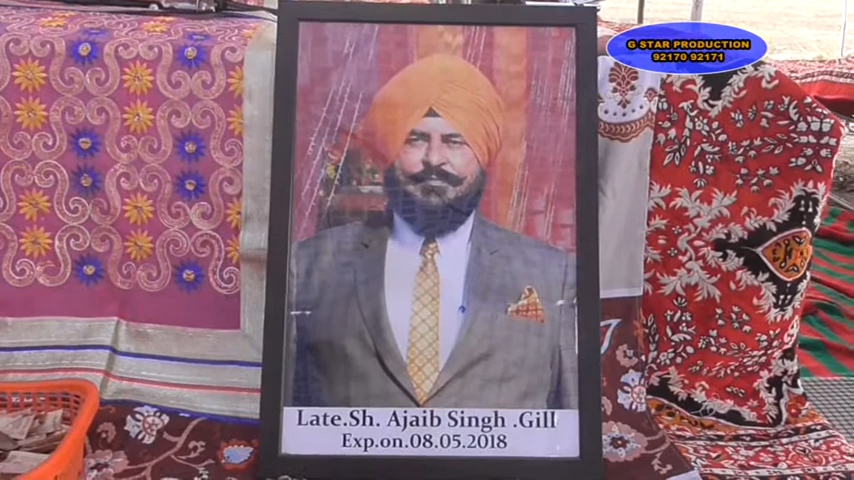 G STAR PRODUCTION
92170 92171
Late.Sh. Ajaib Singh .Gill
Exp.on.08.05.2018